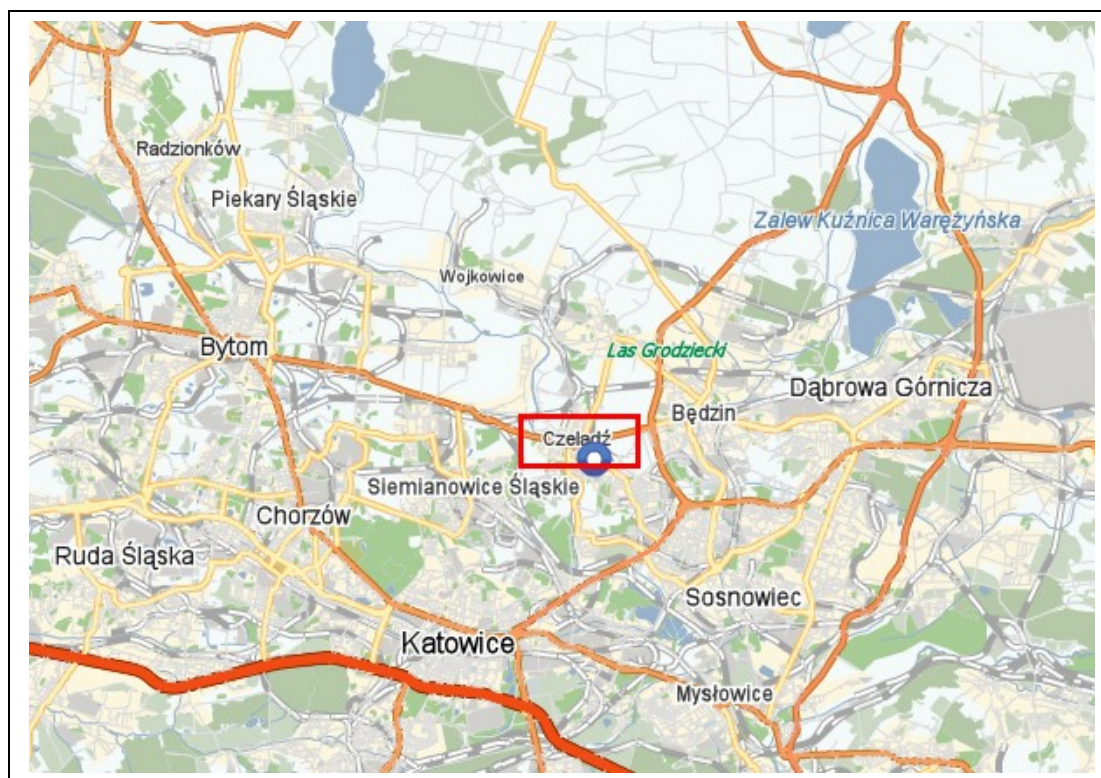 Radzionków
Piekary Śląskie
Zalew Kuźnica Warężyńska
Wojkowice
Bytom
Las Grodziecki
Dąbrowa Górnicza
Będzin
Czeladź
Siemianowice Śląskie
Chorzów
Ruda Śląska
Sosnowiec
Katowice
Mysłowice